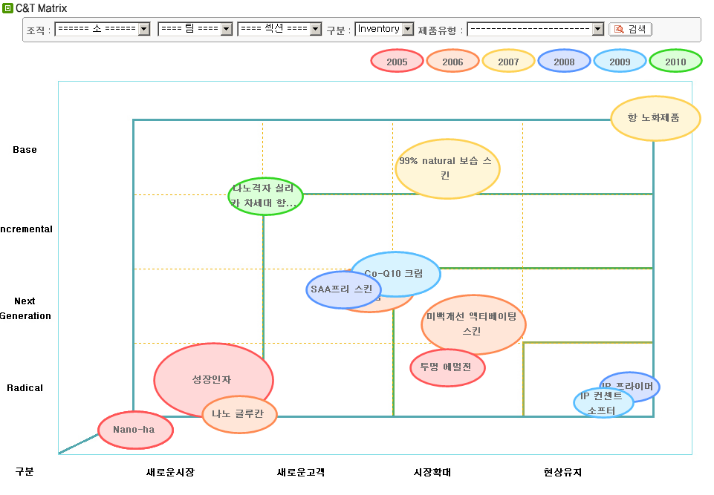 C&T Matrix
조직 : ====== 소 ====== ==== 팀 ==== ==== 섹션 ==== 구분 : Inventory 제품유형 : 검색
2005 2006 2007 2008 2009 2010
향 노화제품
Base
99% natural 보습 스
킨
나노격자 실리
카 차세대 항...
Incremental
Co-Q10 크림
SAA프리 스킨
Next
Generation
미백개선 액티베이팅
스킨
투명 에멀젼
성장인자
Radical
IP 프라이머
IP 컨센트
소프터
나노 글루칸
Nano-ha
구분 새로운시장 새로운고객 시장확대 현상유지